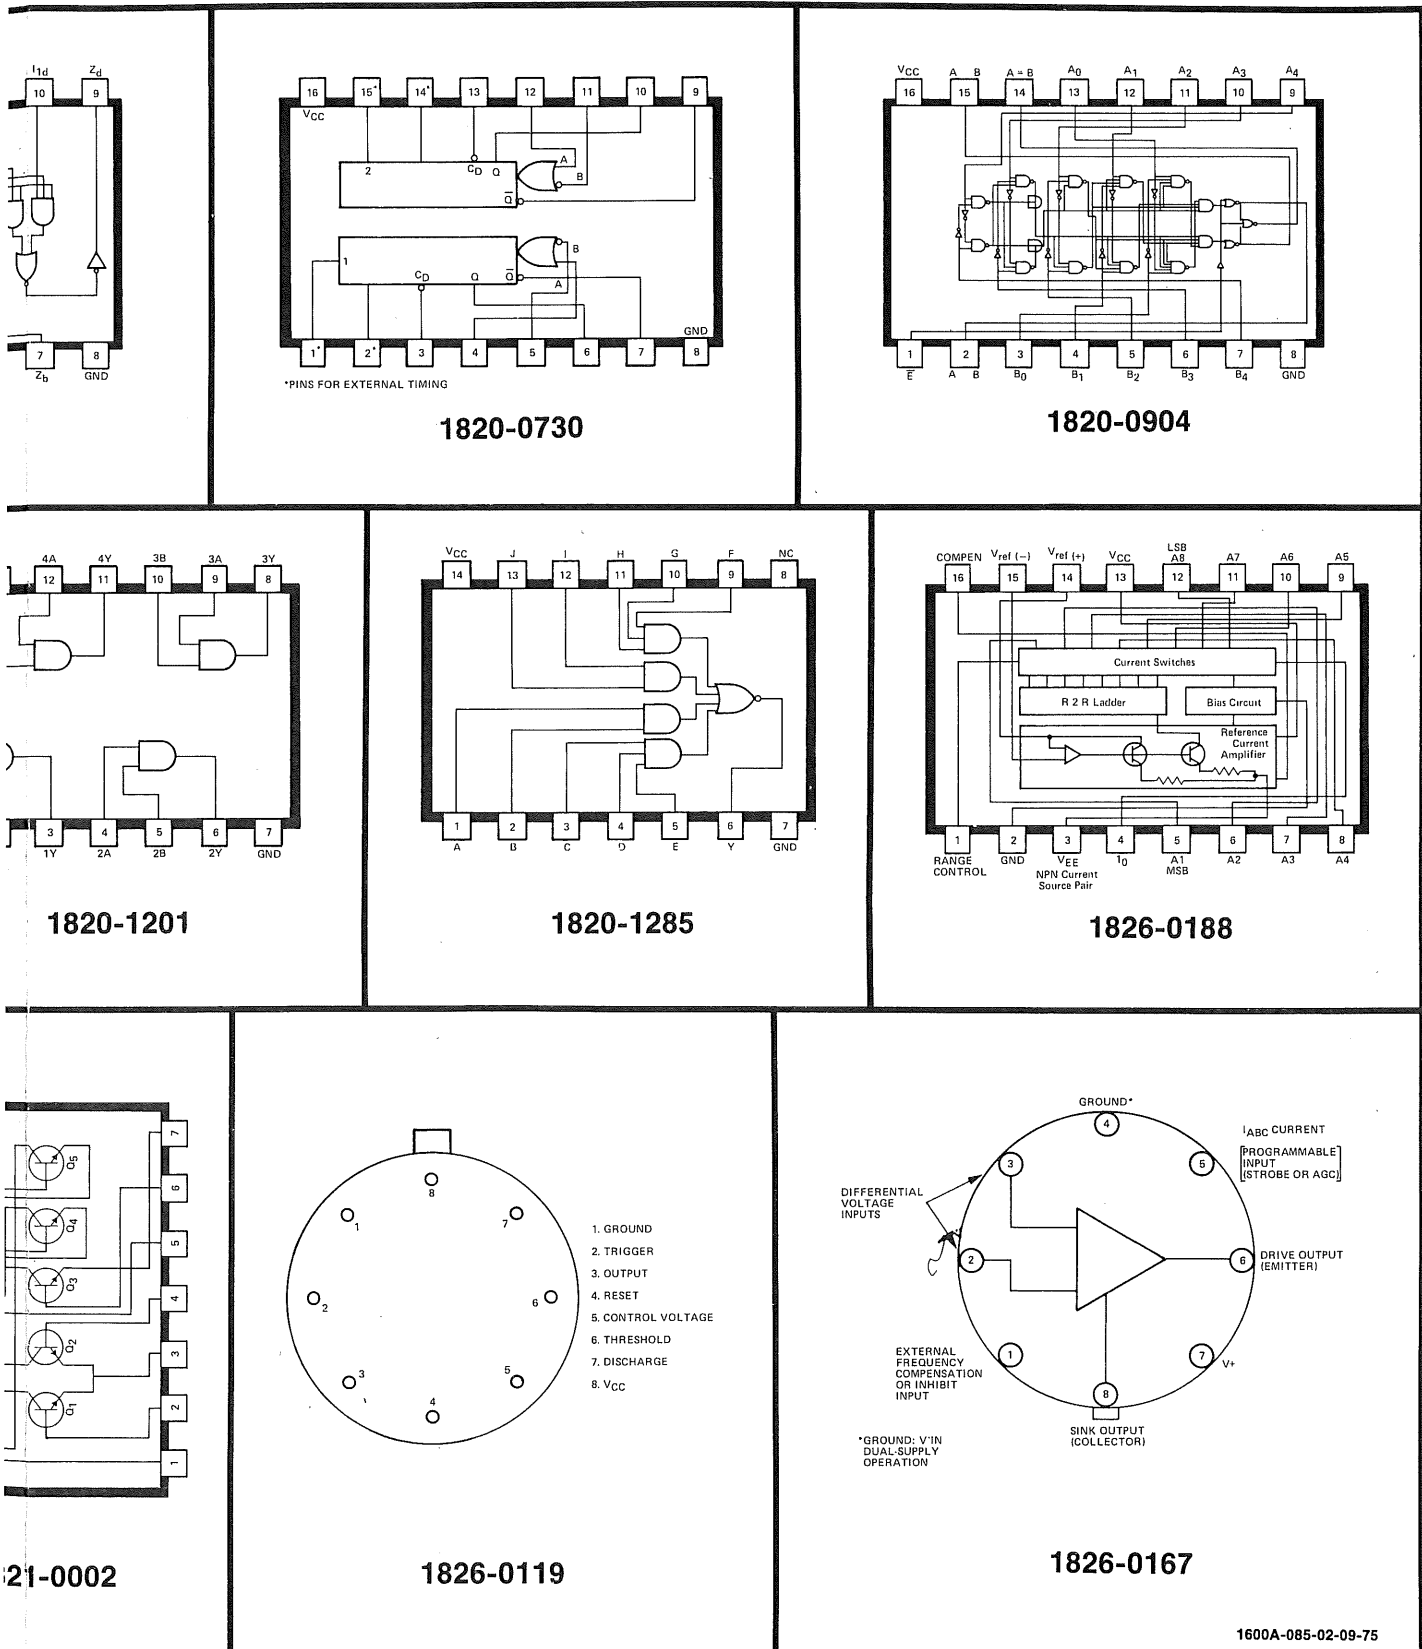 I1d Zd
10 9
7 8
Zb GND
16 15* 14* 13 12 11 10 9
VCC
2 CD Q A
B
Q̅
B
1 CD Q Q̅
A
GND
1* 2* 3 4 5 6 7 8
*PINS FOR EXTERNAL TIMING
1820-0730
VCC A B A = B A0 A1 A2 A3 A4
16 15 14 13 12 11 10 9
1 2 3 4 5 6 7 8
E̅ A B B0 B1 B2 B3 B4 GND
1820-0904
4A 4Y 3B 3A 3Y
12 11 10 9 8
3 4 5 6 7
1Y 2A 2B 2Y GND
1820-1201
VCC J I H G F NC
14 13 12 11 10 9 8
1 2 3 4 5 6 7
A B C D E Y GND
1820-1285
LSB
COMPEN Vref (-) Vref (+) VCC A8 A7 A6 A5
16 15 14 13 12 11 10 9
Current Switches
R 2 R Ladder Bias Circuit
Reference
Current
Amplifier
1 2 3 4 5 6 7 8
RANGE CONTROL GND VEE I0 A1 A2 A3 A4
MSB
NPN Current
Source Pair
1826-0188
7
Q5
6
Q4
5
Q3
4
Q2
3
2
Q1
1
21-0002
8
1 7
2 6
3 5
4
1. GROUND
2. TRIGGER
3. OUTPUT
4. RESET
5. CONTROL VOLTAGE
6. THRESHOLD
7. DISCHARGE
8. VCC
1826-0119
GROUND*
4
IABC CURRENT
[PROGRAMMABLE
INPUT
(STROBE OR AGC)]
3 5
DIFFERENTIAL
VOLTAGE
INPUTS
2 6
DRIVE OUTPUT
(EMITTER)
EXTERNAL
FREQUENCY
COMPENSATION
OR INHIBIT
INPUT
1 7 V+
8
SINK OUTPUT
(COLLECTOR)
*GROUND: V- IN
DUAL-SUPPLY
OPERATION
1826-0167
1600A-085-02-09-75